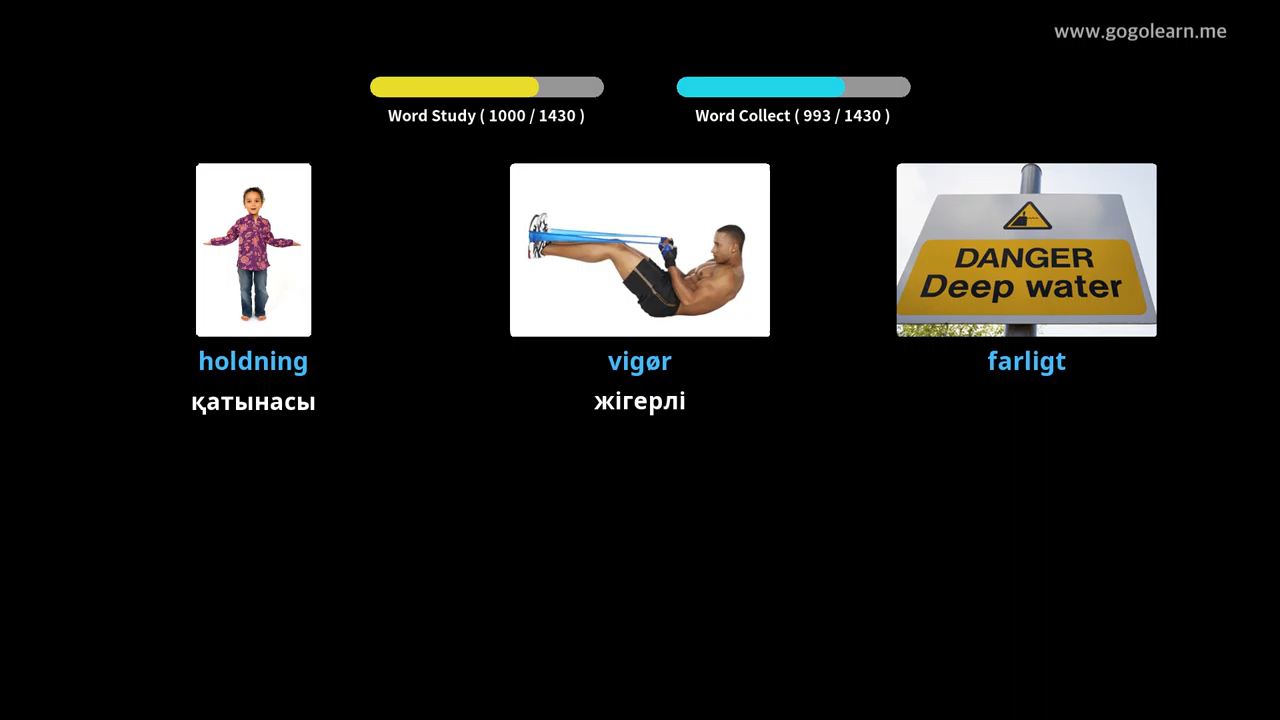 www.gogolearn.me
Word Study ( 1000 / 1430 )
Word Collect ( 993 / 1430 )
DANGER
Deep water
holdning
vigør
farligt
қатынасы
жігерлі